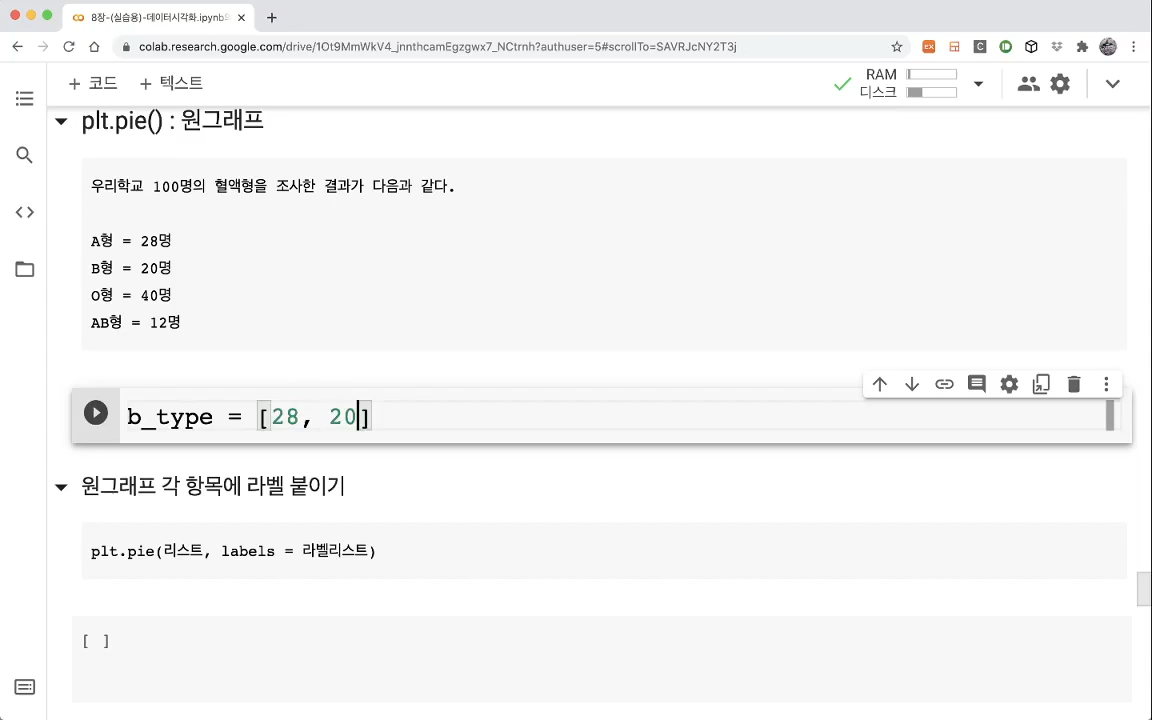 8장-(실습용)-데이터시각화.ipynb
colab.research.google.com/drive/1Ot9MmWkV4_jnnthcamEgzgwx7_NCtrnh?authuser=5#scrollTo=SAVRJcNY2T3j
+ 코드 + 텍스트
RAM
디스크
plt.pie() : 원그래프
우리학교 100명의 혈액형을 조사한 결과가 다음과 같다.
A형 = 28명
B형 = 20명
O형 = 40명
AB형 = 12명
b_type = [28, 20]
원그래프 각 항목에 라벨 붙이기
plt.pie(리스트, labels = 라벨리스트)
[ ]